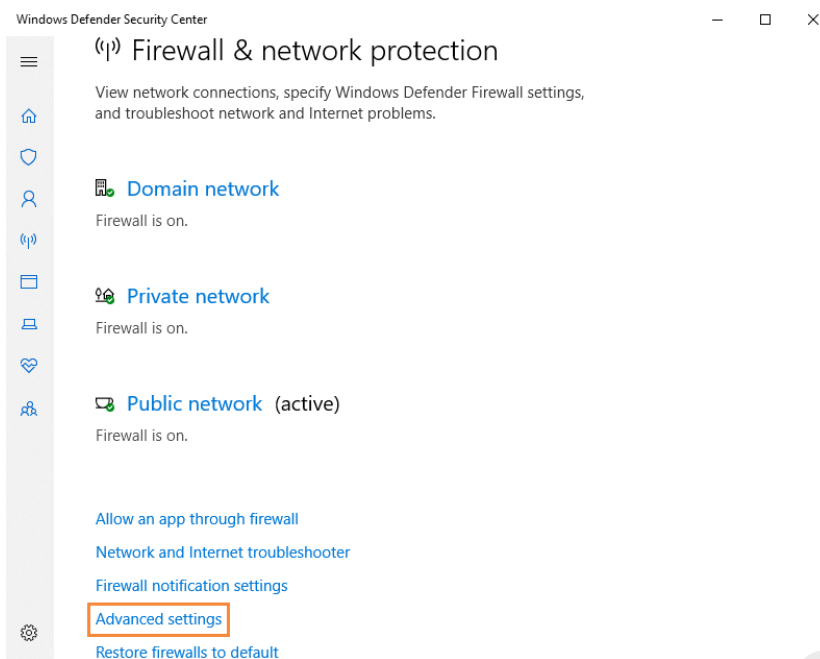 Windows Defender Security Center
Firewall & network protection
View network connections, specify Windows Defender Firewall settings,
and troubleshoot network and Internet problems.
Domain network
Firewall is on.
Private network
Firewall is on.
Public network (active)
Firewall is on.
Allow an app through firewall
Network and Internet troubleshooter
Firewall notification settings
Advanced settings
Restore firewalls to default